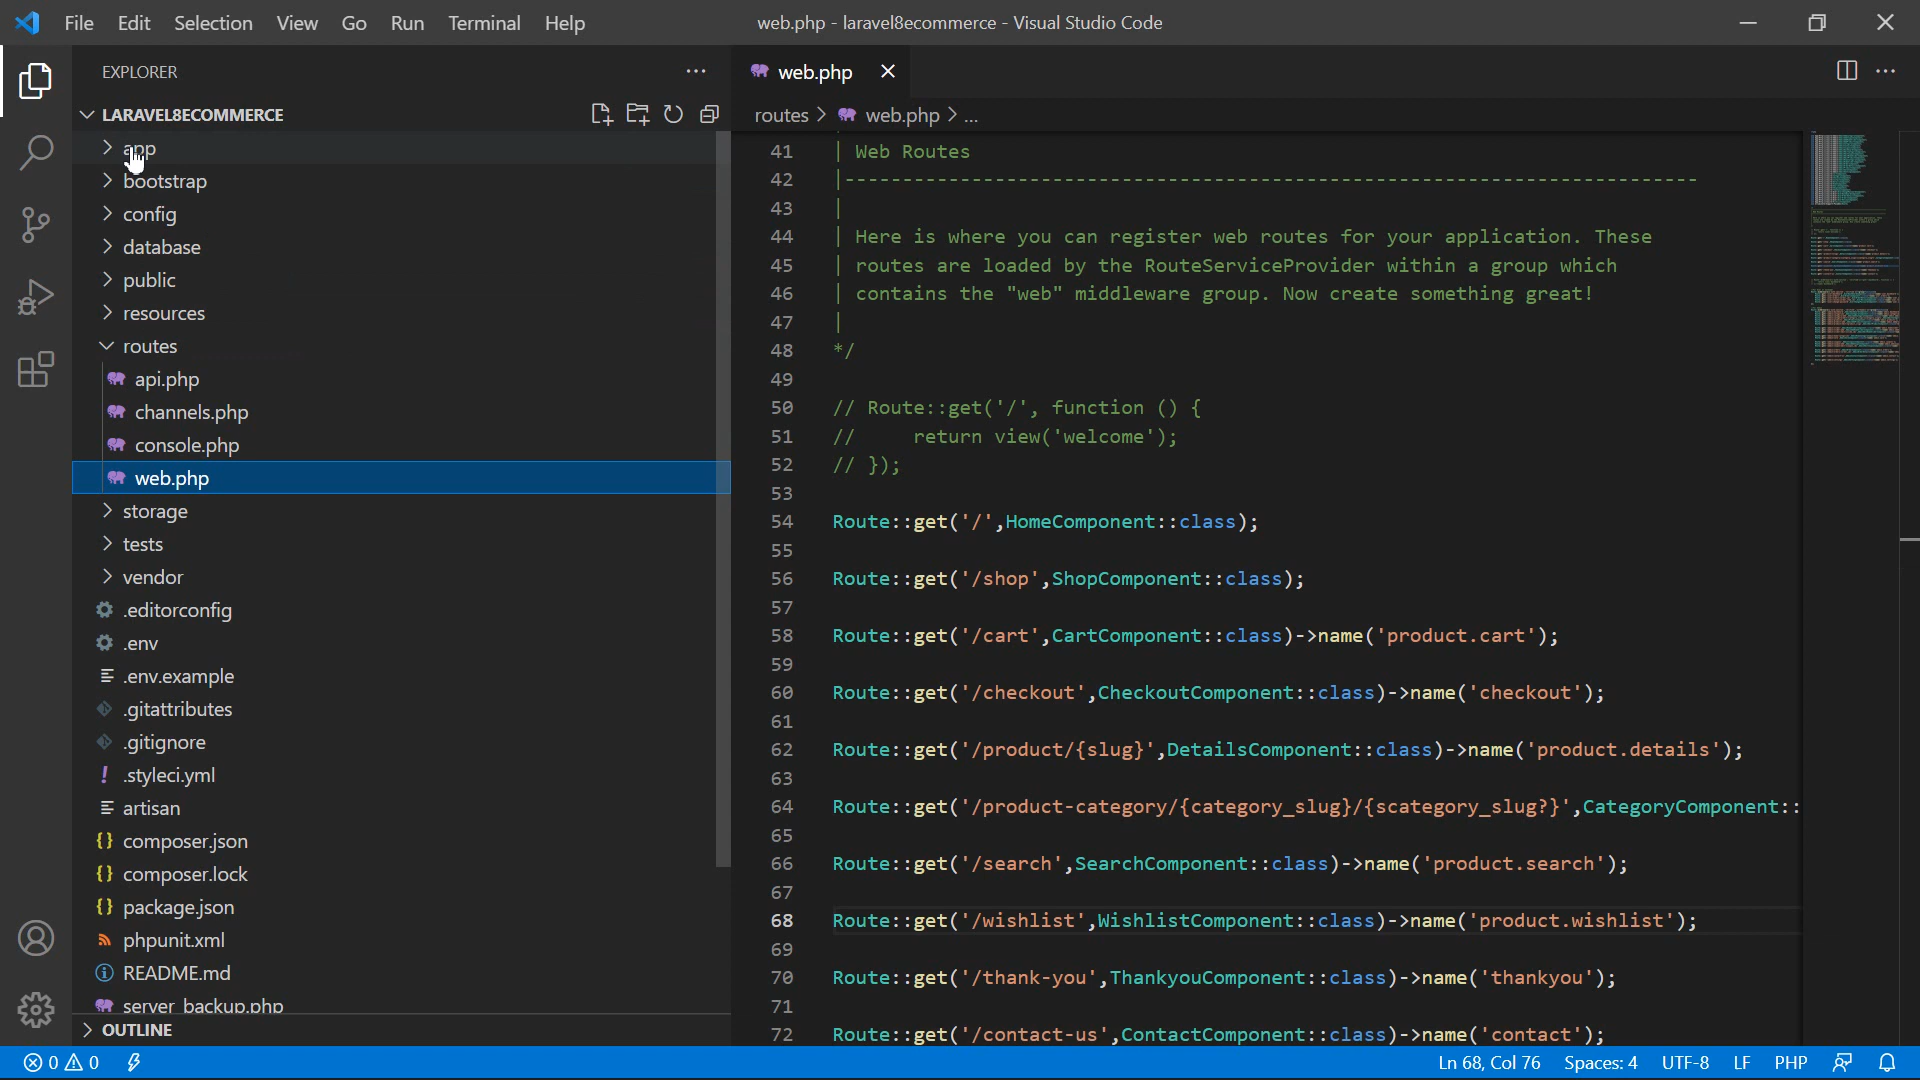 File Edit Selection View Go Run Terminal Help
web.php - laravel8ecommerce - Visual Studio Code
EXPLORER
LARAVEL8ECOMMERCE
app
bootstrap
config
database
public
resources
routes
api.php
channels.php
console.php
web.php
storage
tests
vendor
.editorconfig
.env
.env.example
.gitattributes
.gitignore
.styleci.yml
artisan
composer.json
composer.lock
package.json
phpunit.xml
README.md
server_backup.php
OUTLINE
web.php
routes > web.php > ...
41 | Web Routes
42 |--------------------------------------------------------------------------
43 |
44 | Here is where you can register web routes for your application. These
45 | routes are loaded by the RouteServiceProvider within a group which
46 | contains the "web" middleware group. Now create something great!
47 |
48 */
49
50 // Route::get('/', function () {
51 //     return view('welcome');
52 // });
53
54 Route::get('/',HomeComponent::class);
55
56 Route::get('/shop',ShopComponent::class);
57
58 Route::get('/cart',CartComponent::class)->name('product.cart');
59
60 Route::get('/checkout',CheckoutComponent::class)->name('checkout');
61
62 Route::get('/product/{slug}',DetailsComponent::class)->name('product.details');
63
64 Route::get('/product-category/{category_slug}/{scategory_slug?}',CategoryComponent::
65
66 Route::get('/search',SearchComponent::class)->name('product.search');
67
68 Route::get('/wishlist',WishlistComponent::class)->name('product.wishlist');
69
70 Route::get('/thank-you',ThankyouComponent::class)->name('thankyou');
71
72 Route::get('/contact-us',ContactComponent::class)->name('contact');
0 0
Ln 68, Col 76 Spaces: 4 UTF-8 LF PHP